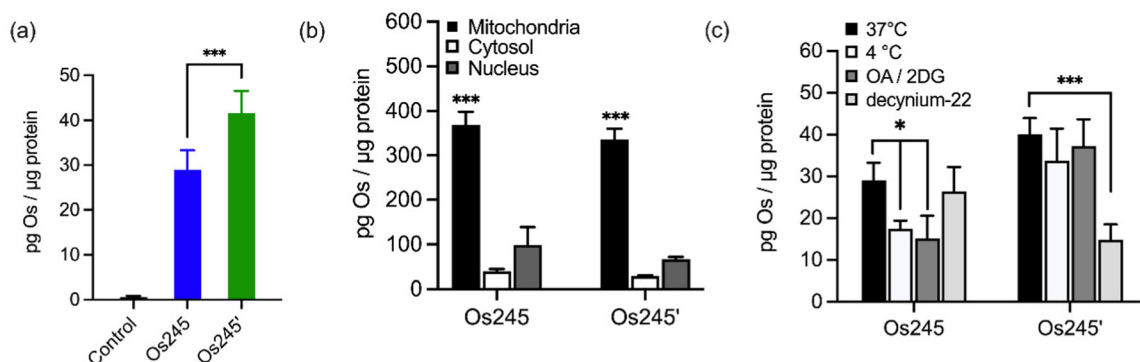 (a)
***
50
40
30
20
10
0
pg Os / µg protein
Control
Os245
Os245'
(b)
600
500
400
300
200
100
0
pg Os / µg protein
Mitochondria
Cytosol
Nucleus
***
***
Os245
Os245'
(c)
37°C
4 °C
OA / 2DG
decynium-22
60
50
40
30
20
10
0
pg Os / µg protein
*
***
Os245
Os245'